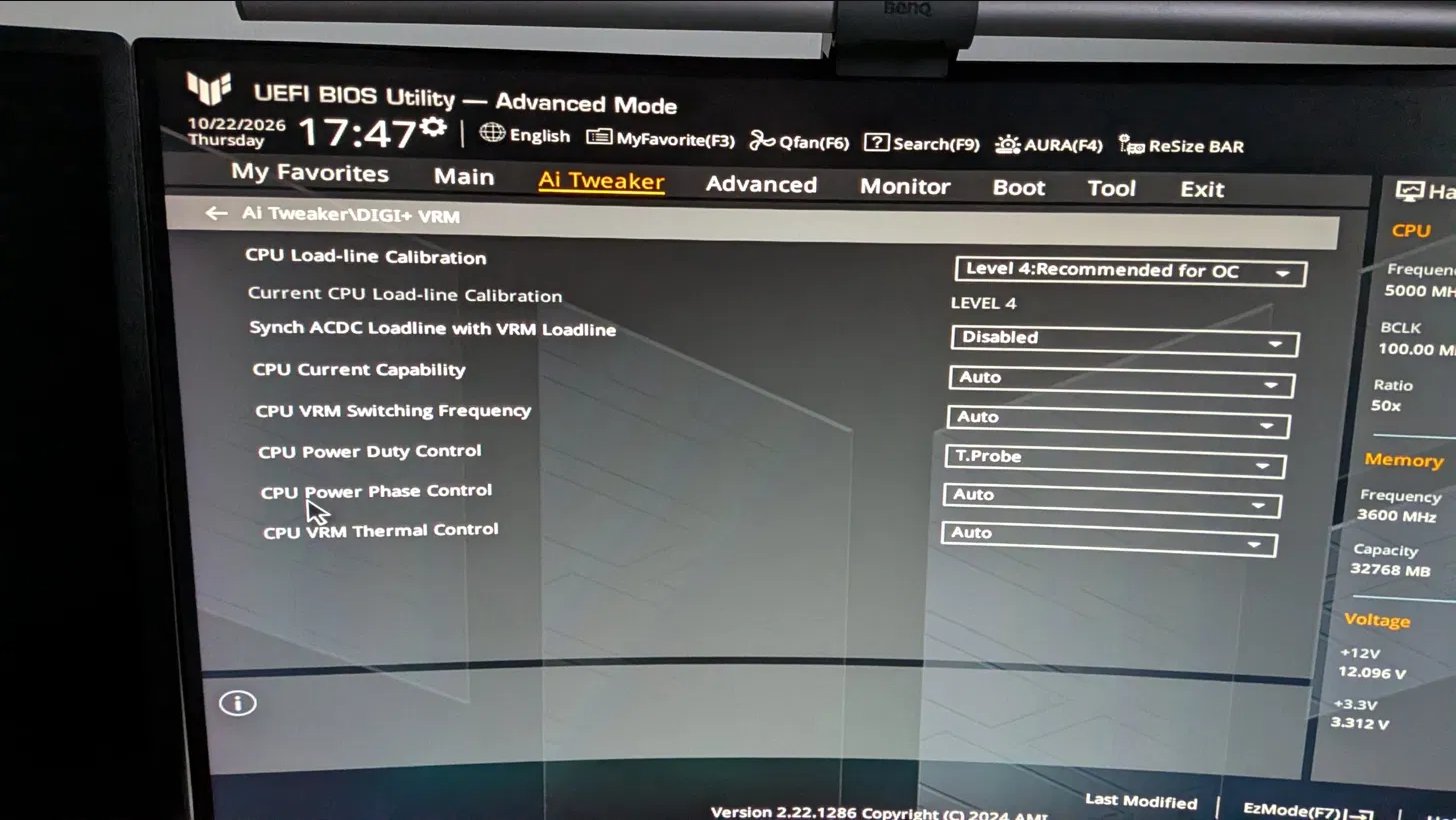 BenQ
UEFI BIOS Utility — Advanced Mode
10/22/2026
Thursday
17:47
English
MyFavorite(F3)
Qfan(F6)
Search(F9)
AURA(F4)
ReSize BAR
My Favorites
Main
Ai Tweaker
Advanced
Monitor
Boot
Tool
Exit
Ai Tweaker\DIGI+ VRM
CPU Load-line Calibration
Level 4:Recommended for OC
Current CPU Load-line Calibration
LEVEL 4
Synch ACDC Loadline with VRM Loadline
Disabled
CPU Current Capability
Auto
CPU VRM Switching Frequency
Auto
CPU Power Duty Control
T.Probe
CPU Power Phase Control
Auto
CPU VRM Thermal Control
Auto
CPU
5000
BCLK
100.00
Ratio
50x
Memory
Frequency
3600 MHz
Capacity
32768 MB
Voltage
+12V
12.096 V
+3.3V
3.312 V
Last Modified
EzMode(F7)
Version 2.22.1286 Copyright (C) 2024 AMI